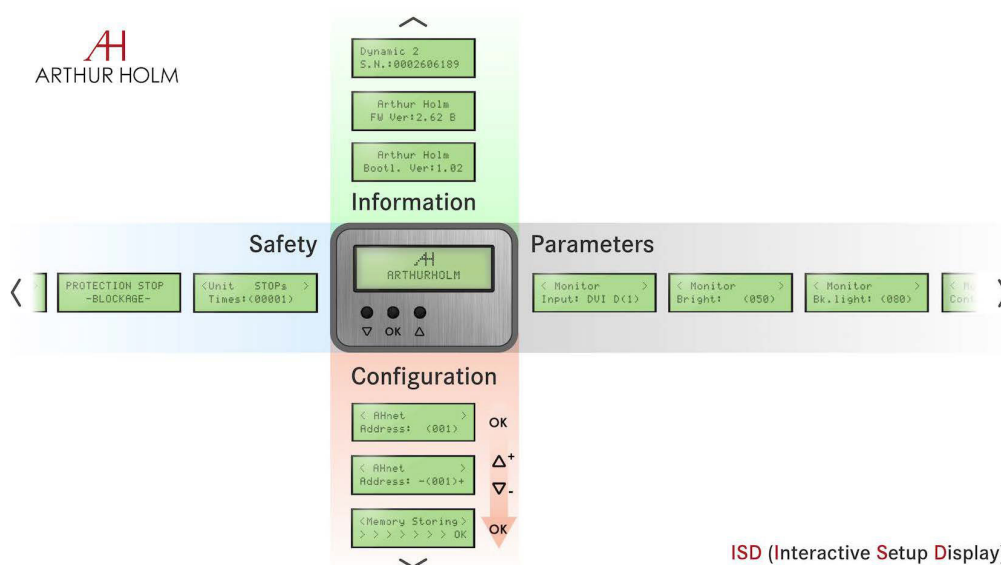 AH
ARTHUR HOLM
Dynamic 2
S.N.:0002606189
Arthur Holm
FW Ver:2.62 B
Arthur Holm
Bootl. Ver:1.02
Information
Safety
PROTECTION STOP
-BLOCKAGE-
<Unit STOPs >
Times:(00001)
AH
ARTHURHOLM
▽ OK △
Parameters
< Monitor >
Input: DVI D(1)
< Monitor >
Bright: (050)
< Monitor >
Bk.light: (080)
Configuration
< AHnet >
Address: (001)
OK
< AHnet >
Address: -(001)+
△+
▽-
<Memory Storing>
> > > > > > > OK
OK
ISD (Interactive Setup Display)